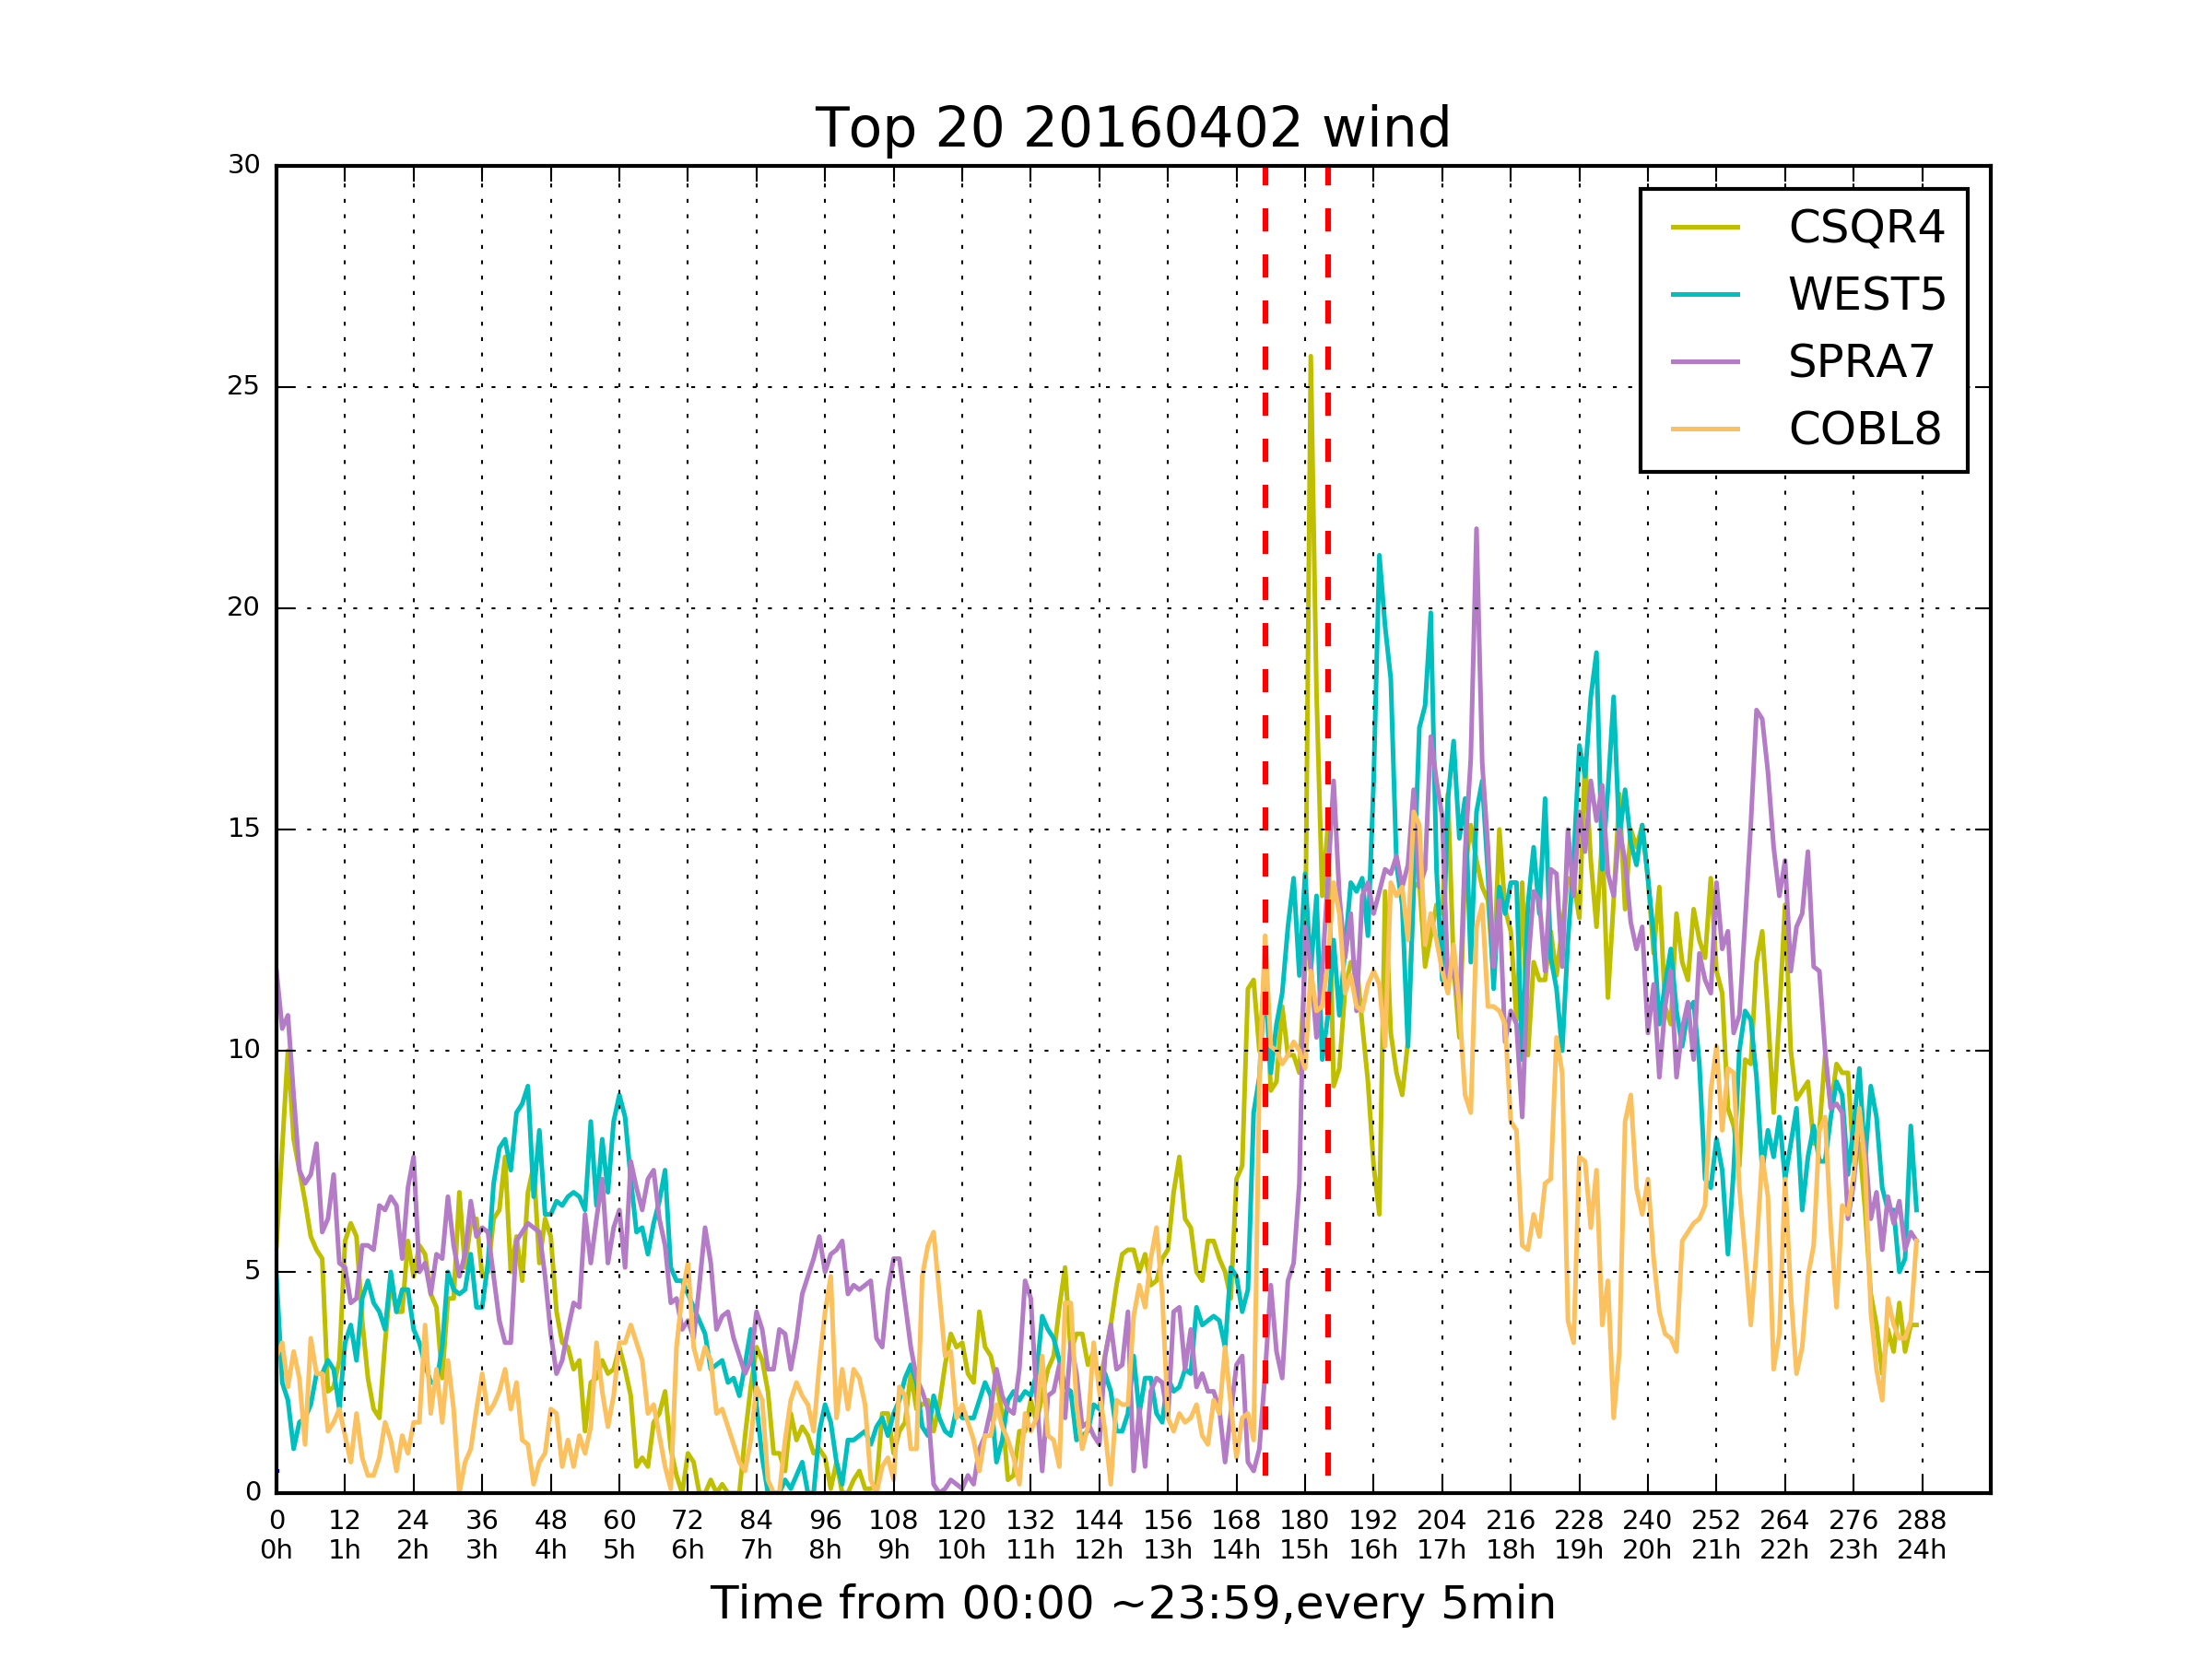 Top 20 20160402 wind
30
25
20
15
10
5
0
CSQR4
WEST5
SPRA7
COBL8
0 12 24 36 48 60 72 84 96 108 120 132 144 156 168 180 192 204 216 228 240 252 264 276 288
0h 1h 2h 3h 4h 5h 6h 7h 8h 9h 10h 11h 12h 13h 14h 15h 16h 17h 18h 19h 20h 21h 22h 23h 24h
Time from 00:00 ~23:59,every 5min